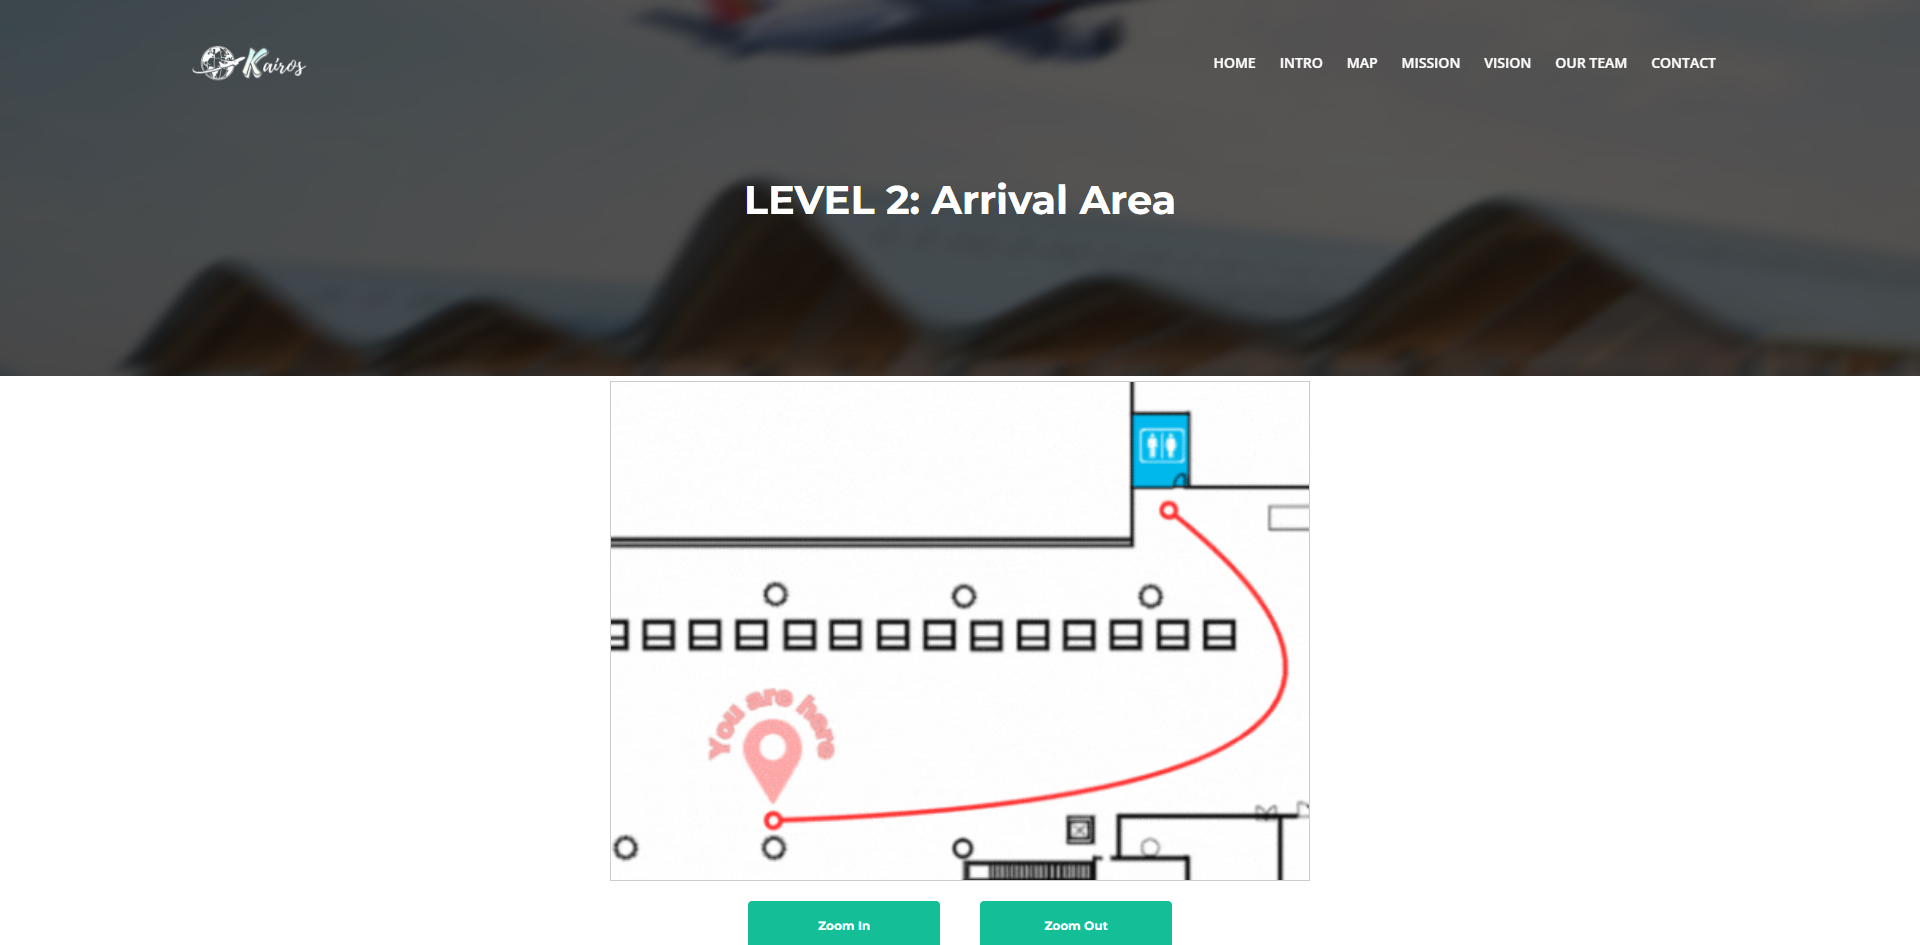 Kairos
HOME INTRO MAP MISSION VISION OUR TEAM CONTACT
LEVEL 2: Arrival Area
You are here
Zoom In Zoom Out